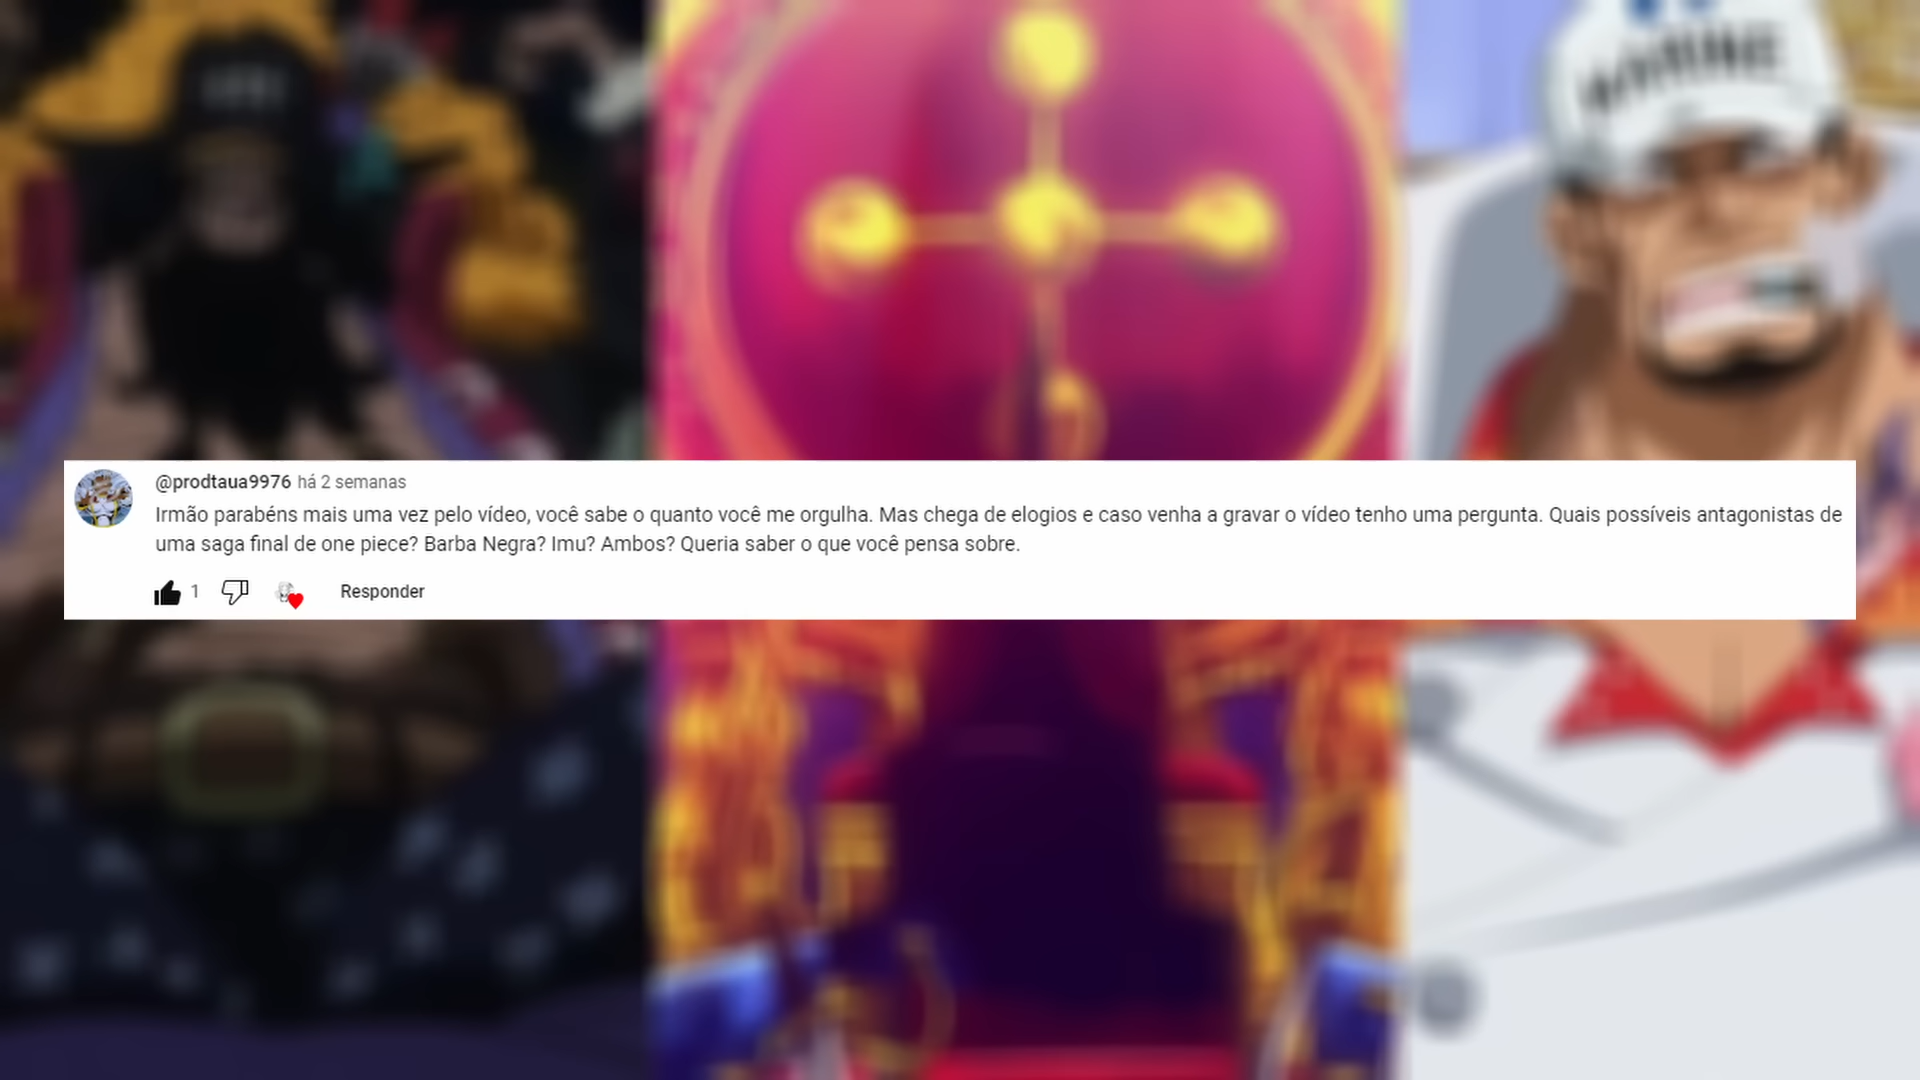 MARINE
@prodtaua9976 há 2 semanas
Irmão parabéns mais uma vez pelo vídeo, você sabe o quanto você me orgulha. Mas chega de elogios e caso venha a gravar o vídeo tenho uma pergunta. Quais possíveis antagonistas de
uma saga final de one piece? Barba Negra? Imu? Ambos? Queria saber o que você pensa sobre.
1 Responder